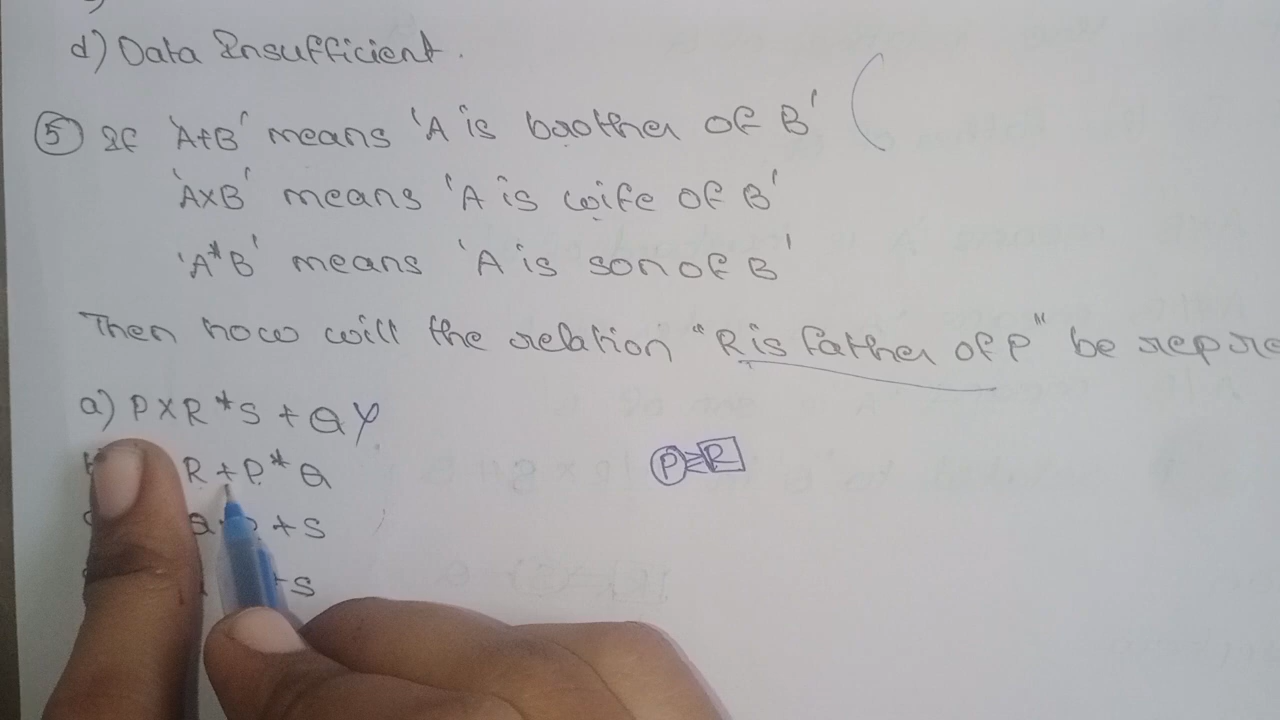 d) Data Insufficient.
5 If 'A+B' means 'A is brother of B'
'A×B' means 'A is wife of B'
'A*B' means 'A is son of B'
Then how will the relation "R is father of P" be repre
a) P×R*S+Q
R+P*Q
Q +S
+S
P R